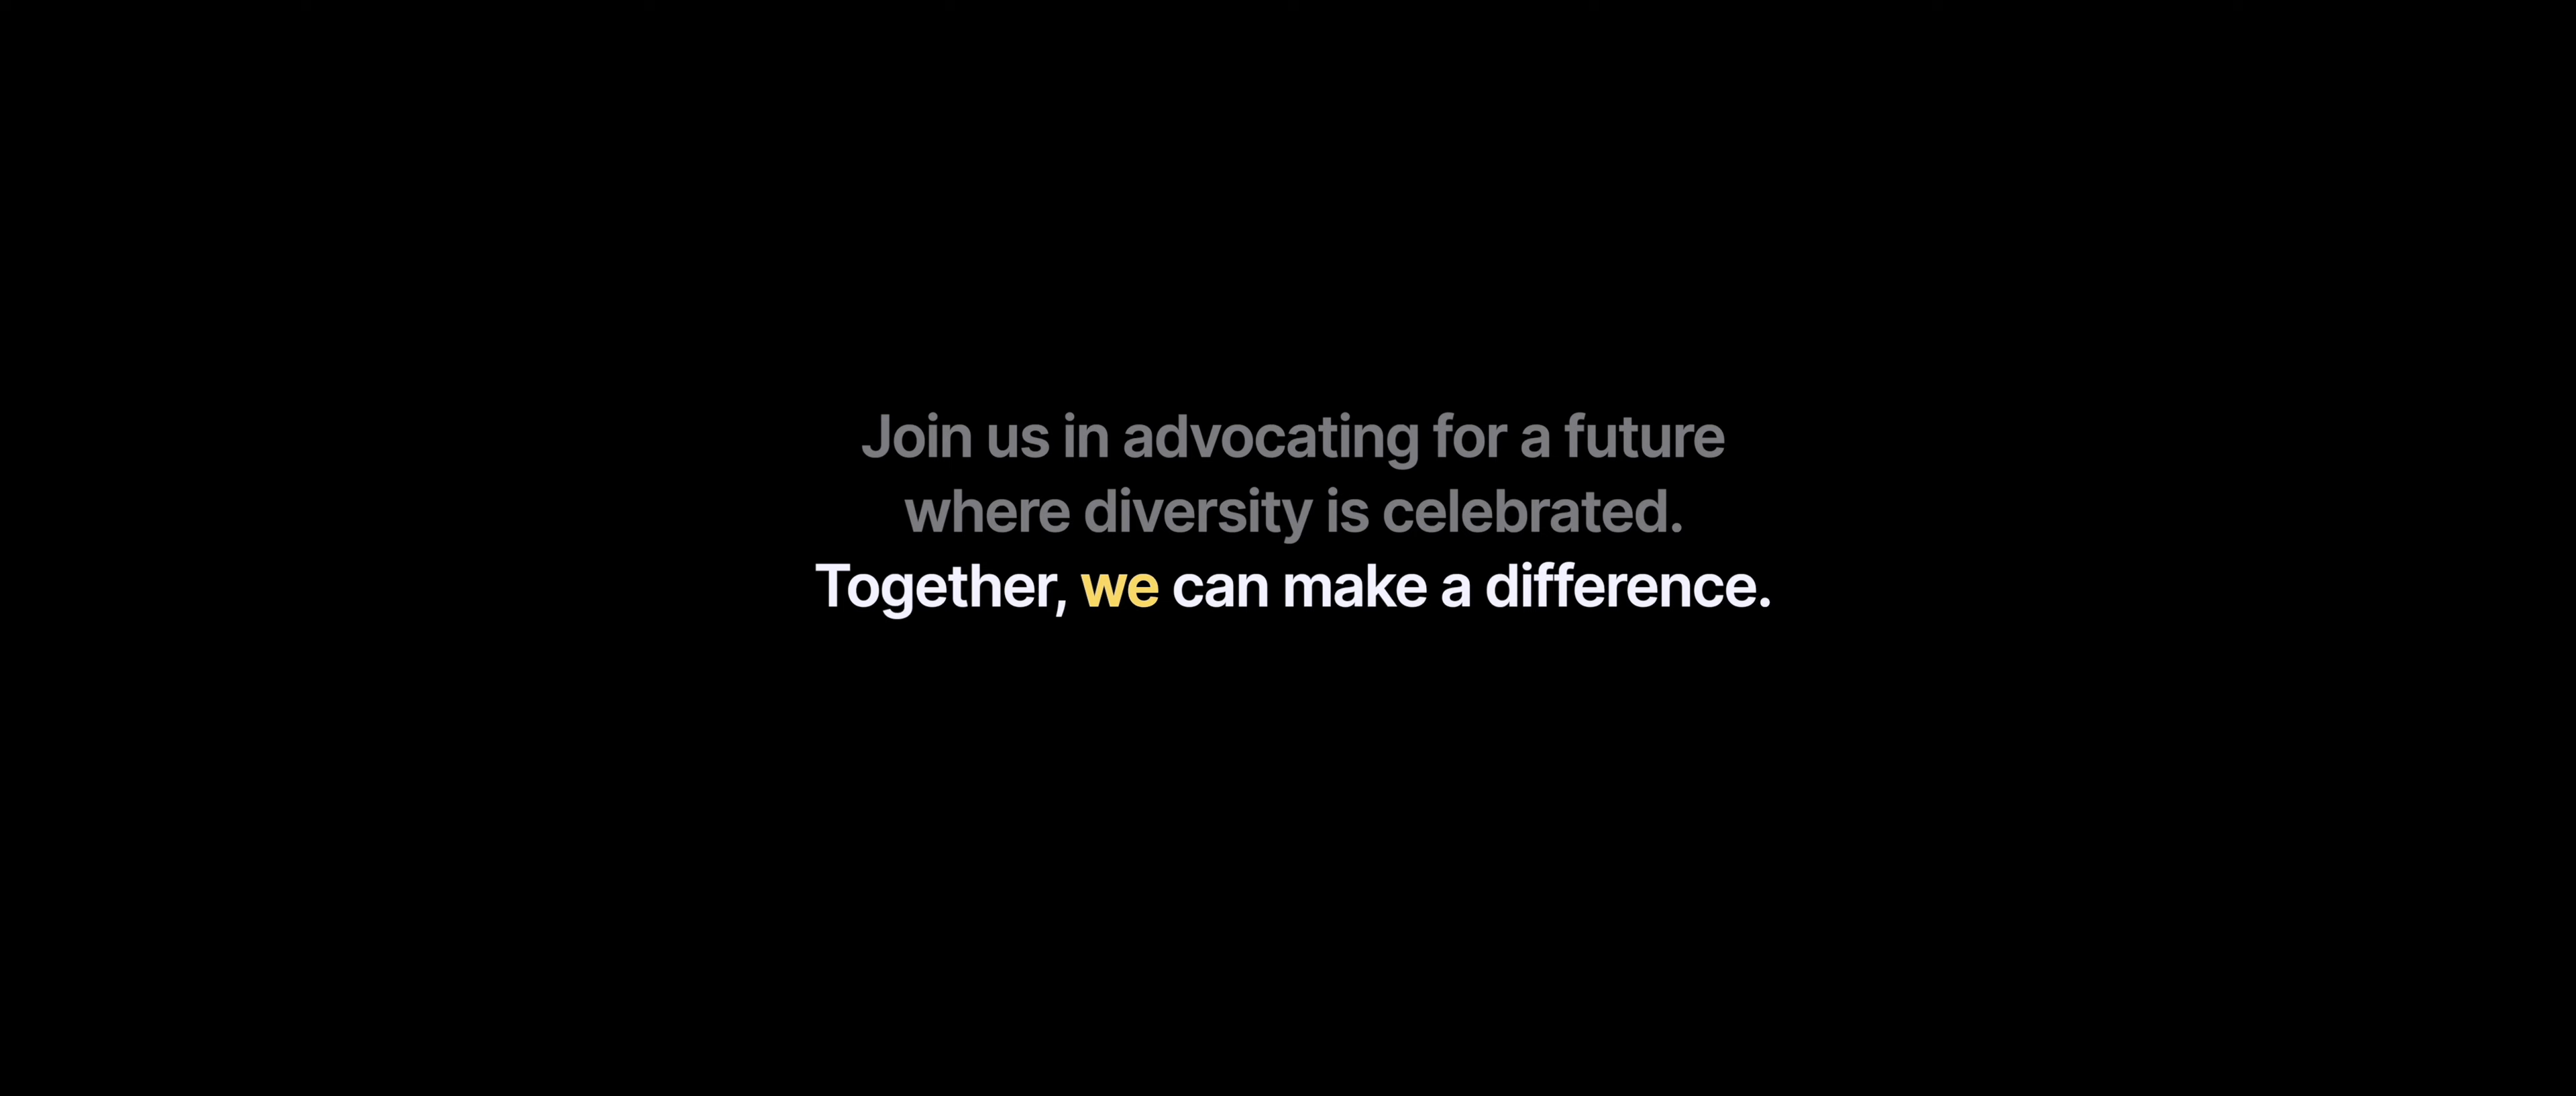 Join us in advocating for a future
where diversity is celebrated.
Together, we can make a difference.